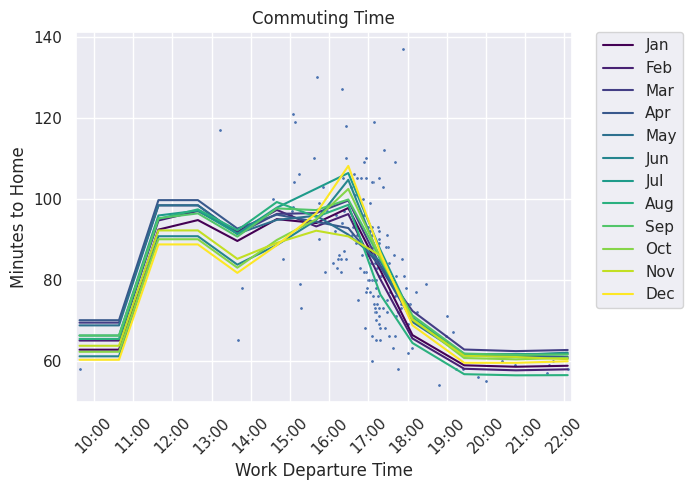 Commuting Time
Minutes to Home
140
120
100
80
60
10:00 11:00 12:00 13:00 14:00 15:00 16:00 17:00 18:00 19:00 20:00 21:00 22:00
Work Departure Time
Jan
Feb
Mar
Apr
May
Jun
Jul
Aug
Sep
Oct
Nov
Dec